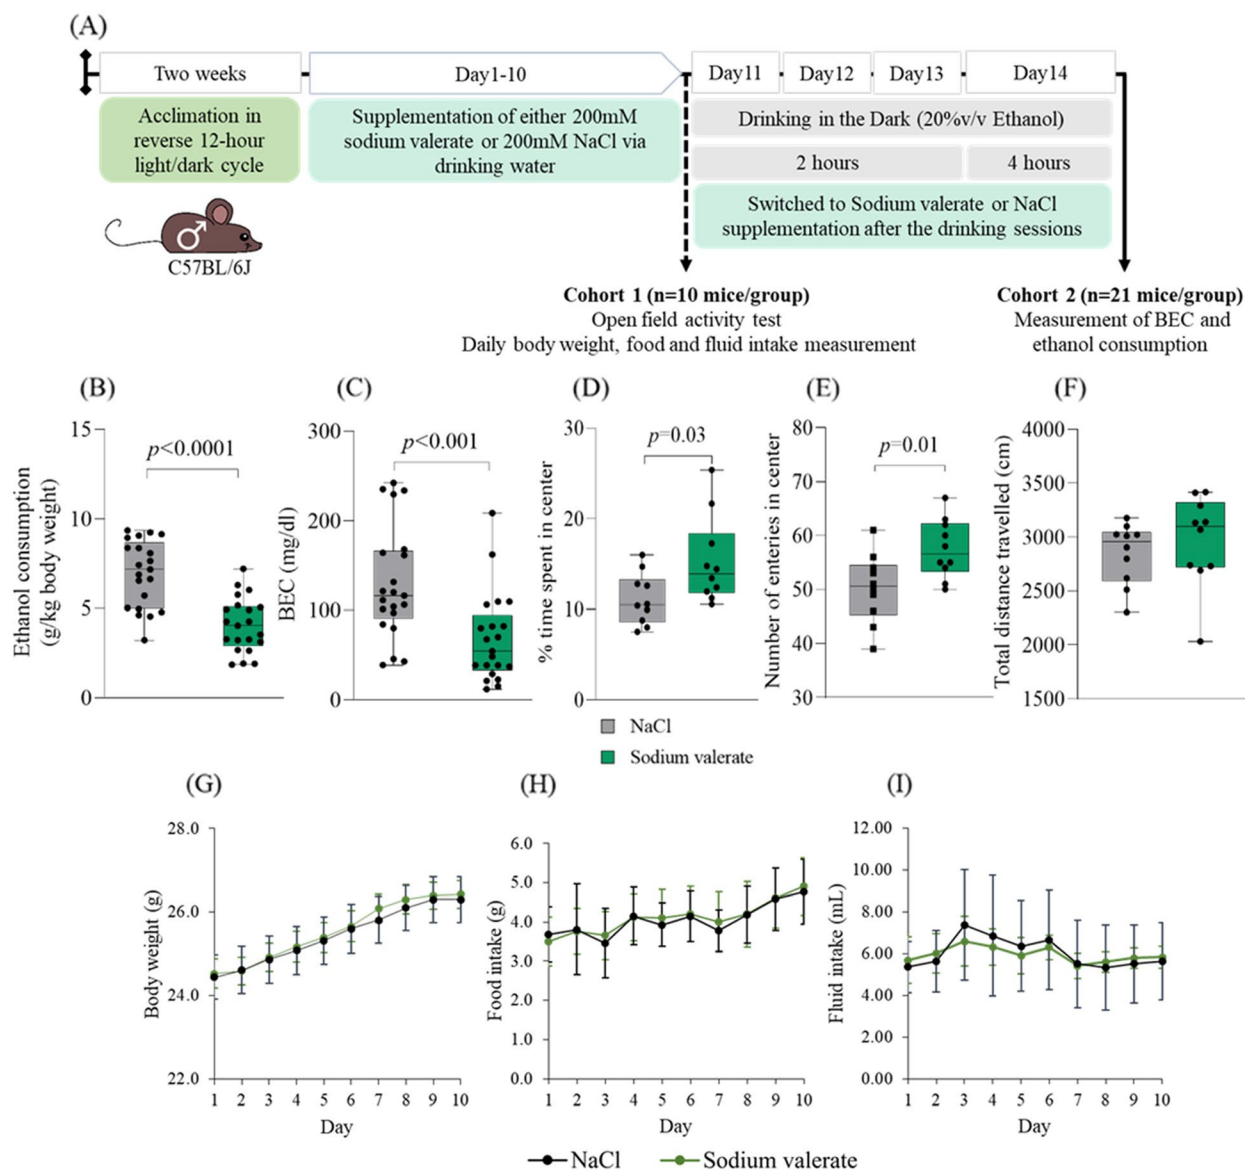 (A)
Two weeks
Day1-10
Day11
Day12
Day13
Day14
Acclimation in
reverse 12-hour
light/dark cycle
Supplementation of either 200mM
sodium valerate or 200mM NaCl via
drinking water
Drinking in the Dark (20%v/v Ethanol)
2 hours
4 hours
Switched to Sodium valerate or NaCl
supplementation after the drinking sessions
♂
C57BL/6J
Cohort 1 (n=10 mice/group)
Open field activity test
Daily body weight, food and fluid intake measurement
Cohort 2 (n=21 mice/group)
Measurement of BEC and
ethanol consumption
(B)
Ethanol consumption
(g/kg body weight)
15
10
5
0
p<0.0001
(C)
BEC (mg/dl)
300
200
100
0
p<0.001
(D)
% time spent in center
30
20
10
0
p=0.03
(E)
Number of enteries in center
80
70
60
50
40
30
p=0.01
(F)
Total distance travelled (cm)
4000
3500
3000
2500
2000
1500
NaCl
Sodium valerate
(G)
Body weight (g)
28.0
26.0
24.0
22.0
1 2 3 4 5 6 7 8 9 10
Day
(H)
Food intake (g)
6.0
5.0
4.0
3.0
2.0
1.0
0.0
1 2 3 4 5 6 7 8 9 10
Day
(I)
Fluid intake (mL)
12.00
10.00
8.00
6.00
4.00
2.00
0.00
1 2 3 4 5 6 7 8 9 10
Day
NaCl
Sodium valerate